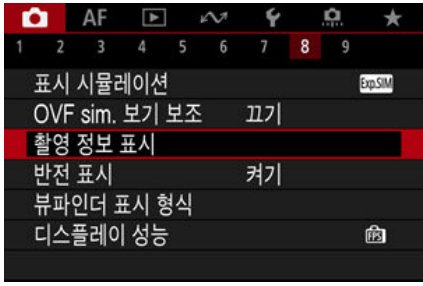 AF
1 2 3 4 5 6 7 8 9
표시 시뮬레이션 Exp.SIM
OVF sim. 보기 보조 끄기
촬영 정보 표시
반전 표시 켜기
뷰파인더 표시 형식
디스플레이 성능 FPS